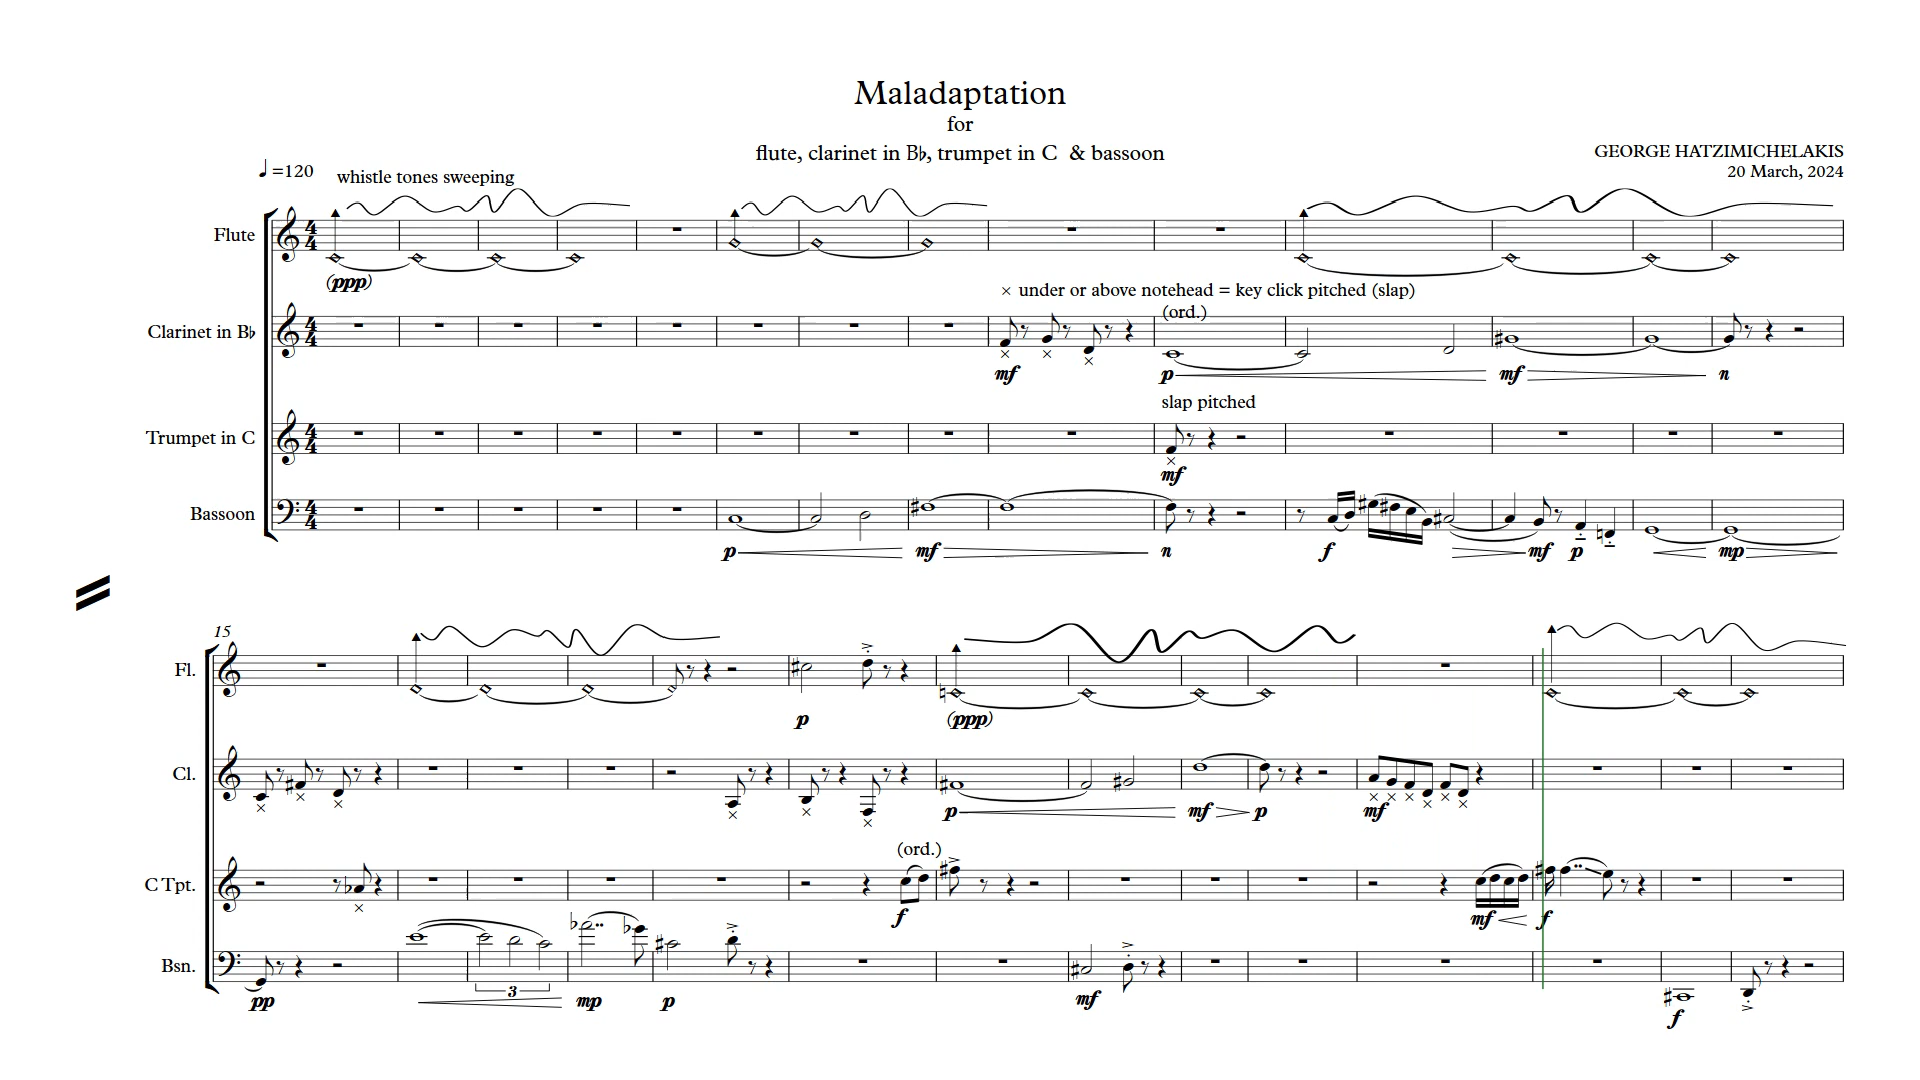 Maladaptation
for
flute, clarinet in B♭, trumpet in C & bassoon
GEORGE HATZIMICHELAKIS
20 March, 2024
♩=120
whistle tones sweeping
Flute
(ppp)
× under or above notehead = key click pitched (slap)
(ord.)
Clarinet in B♭
mf p mf n
slap pitched
Trumpet in C
mf
Bassoon
p mf n f mf p mp
15
Fl.
p (ppp)
Cl.
p mf p mf
(ord.)
C Tpt.
f mf f
Bsn.
pp 3 mp p mf f